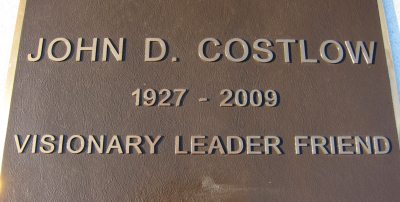 JOHN D. COSTLOW
1927 - 2009
VISIONARY LEADER FRIEND